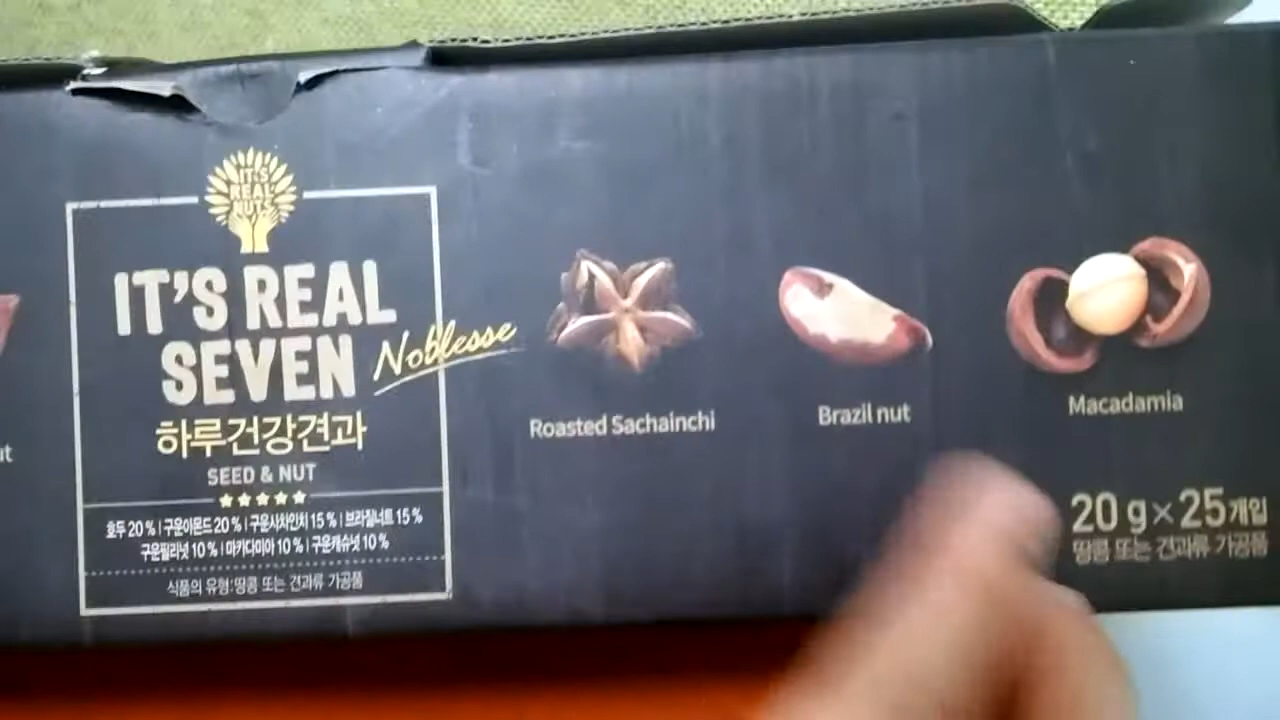 IT'S
REAL
NUTS
IT'S REAL
SEVEN
Noblesse
하루건강견과
SEED & NUT
호두 20 % | 구운아몬드 20 % | 구운사차인치 15 % | 브라질너트 15 %
구운필리넛 10 % | 마카다미아 10 % | 구운캐슈넛 10 %
식품의 유형:땅콩 또는 견과류 가공품
Roasted Sachainchi
Brazil nut
Macadamia
20 g×25개입
땅콩 또는 견과류 가공품